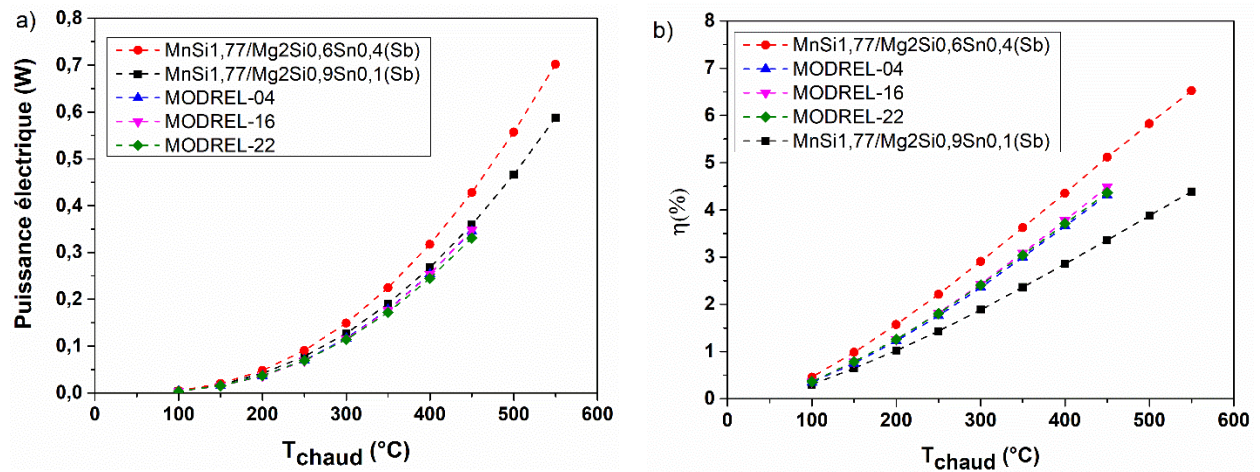 a)
0,8
0,7
0,6
0,5
0,4
0,3
0,2
0,1
0,0
Puissance électrique (W)
MnSi1,77/Mg2Si0,6Sn0,4(Sb)
MnSi1,77/Mg2Si0,9Sn0,1(Sb)
MODREL-04
MODREL-16
MODREL-22
0 100 200 300 400 500 600
Tchaud (°C)
b)
8
7
6
5
4
3
2
1
0
η(%)
MnSi1,77/Mg2Si0,6Sn0,4(Sb)
MODREL-04
MODREL-16
MODREL-22
MnSi1,77/Mg2Si0,9Sn0,1(Sb)
0 100 200 300 400 500 600
Tchaud (°C)